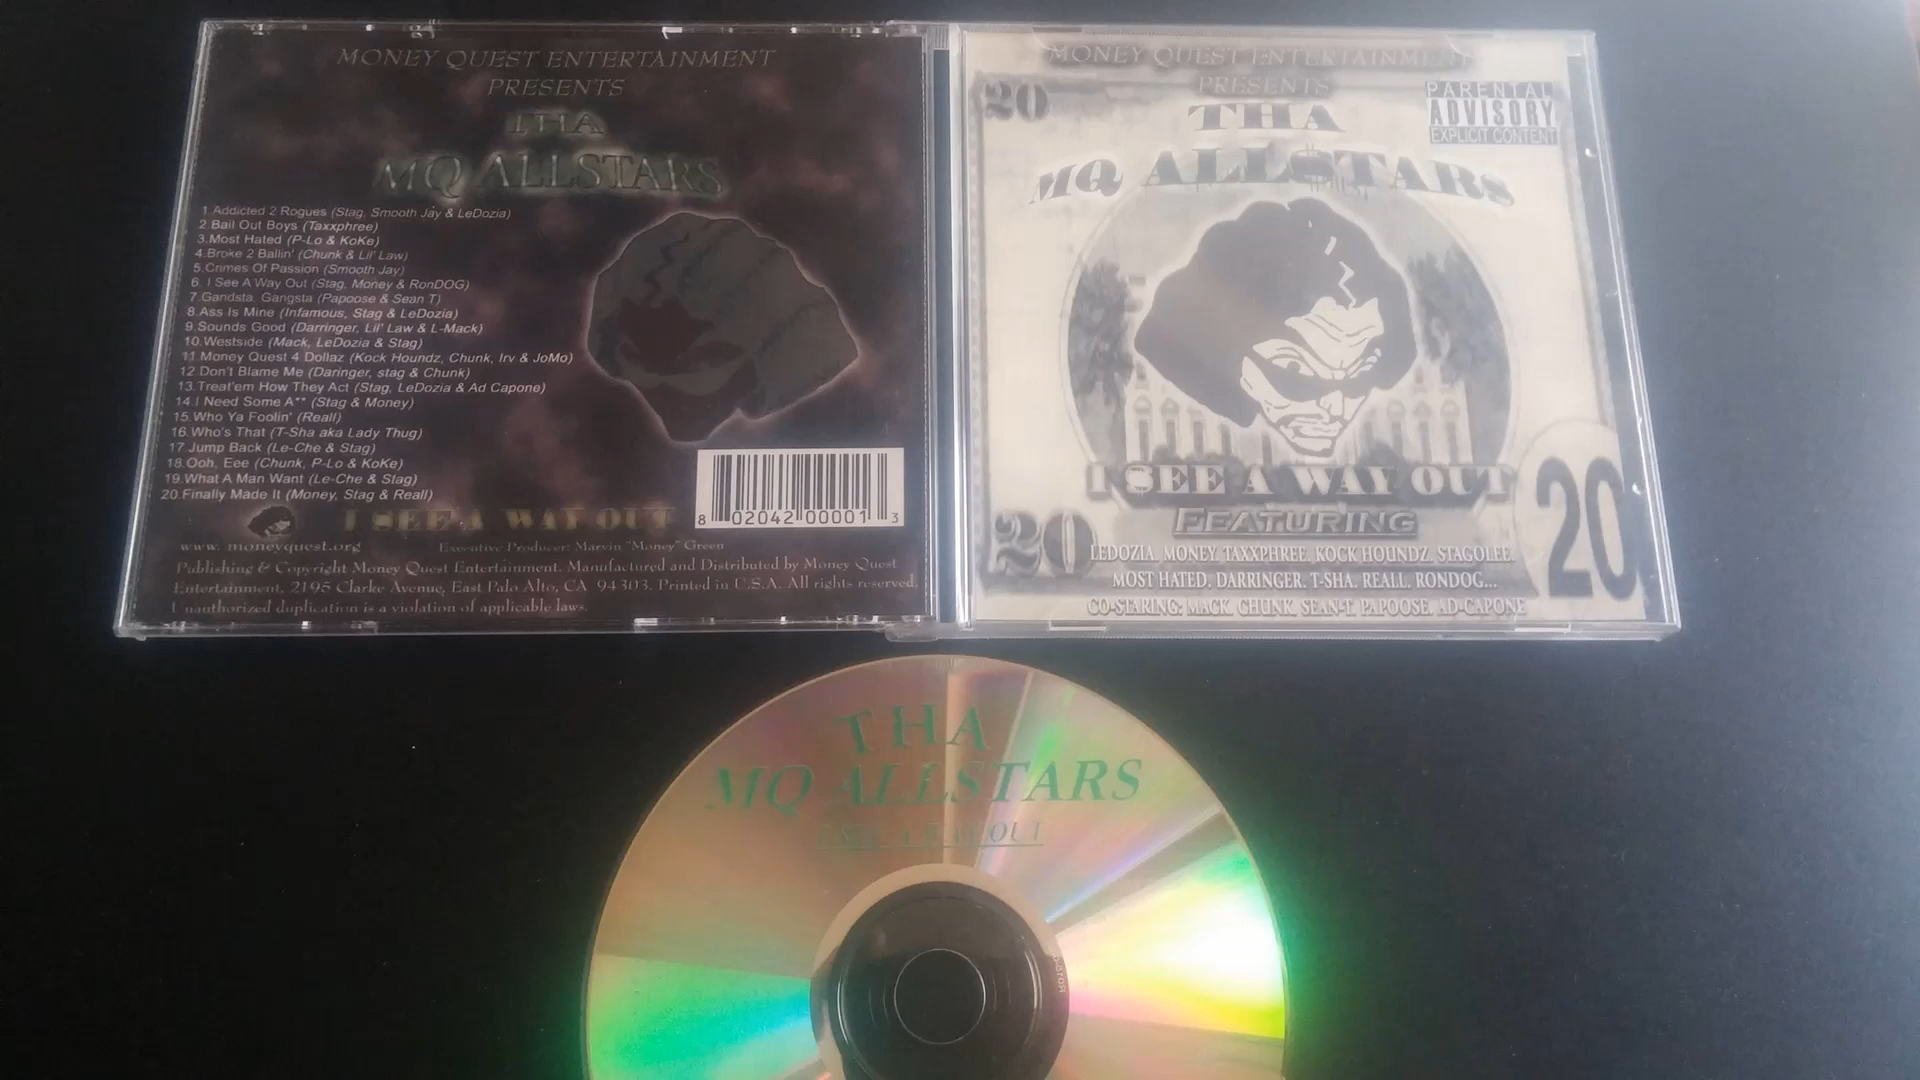 MONEY QUEST ENTERTAINMENT
PRESENTS
THA
MQ ALLSTARS
1.Addicted 2 Rogues (Stag, Smooth Jay & LeDozia)
2.Bail Out Boys (Taxxphree)
3.Most Hated (P-Lo & KoKe)
4.Broke 2 Ballin' (Chunk & Lil' Law)
5.Crimes Of Passion (Smooth Jay)
6. I See A Way Out (Stag, Money & RonDOG)
7.Gandsta, Gangsta (Papoose & Sean T)
8.Ass Is Mine (Infamous, Stag & LeDozia)
9.Sounds Good (Darringer, Lil' Law & L-Mack)
10.Westside (Mack, LeDozia & Stag)
11.Money Quest 4 Dollaz (Kock Houndz, Chunk, Irv & JoMo)
12.Don't Blame Me (Daringer, stag & Chunk)
13.Treat'em How They Act (Stag, LeDozia & Ad Capone)
14.I Need Some A** (Stag & Money)
15.Who Ya Foolin' (Reall)
16.Who's That (T-Sha aka Lady Thug)
17.Jump Back (Le-Che & Stag)
18.Ooh, Eee (Chunk, P-Lo & KoKe)
19.What A Man Want (Le-Che & Stag)
20.Finally Made It (Money, Stag & Reall)
I $EE A WAY OUT
8 02042 00001 3
www. moneyquest.org
Executive Producer: Marvin "Money" Green
Publishing & Copyright Money Quest Entertainment. Manufactured and Distributed by Money Quest
Entertainment, 2195 Clarke Avenue, East Palo Alto, CA 94303. Printed in U.S.A. All rights reserved.
Unauthorized duplication is a violation of applicable laws.
MONEY QUEST ENTERTAINMENT
PRESENTS
20
PARENTAL
ADVISORY
EXPLICIT CONTENT
THA
MQ ALL$TARS
I $EE A WAY OUT
FEATURING
20
20
LEDOZIA, MONEY, TAXXPHREE, KOCK HOUNDZ, STAGOLEE,
MOST HATED, DARRINGER, T-SHA, REALL, RONDOG...
CO-STARING: MACK, CHUNK, SEAN-T, PAPOOSE, AD-CAPONE
THA
MQ ALLSTARS
I SEE A WAY OUT